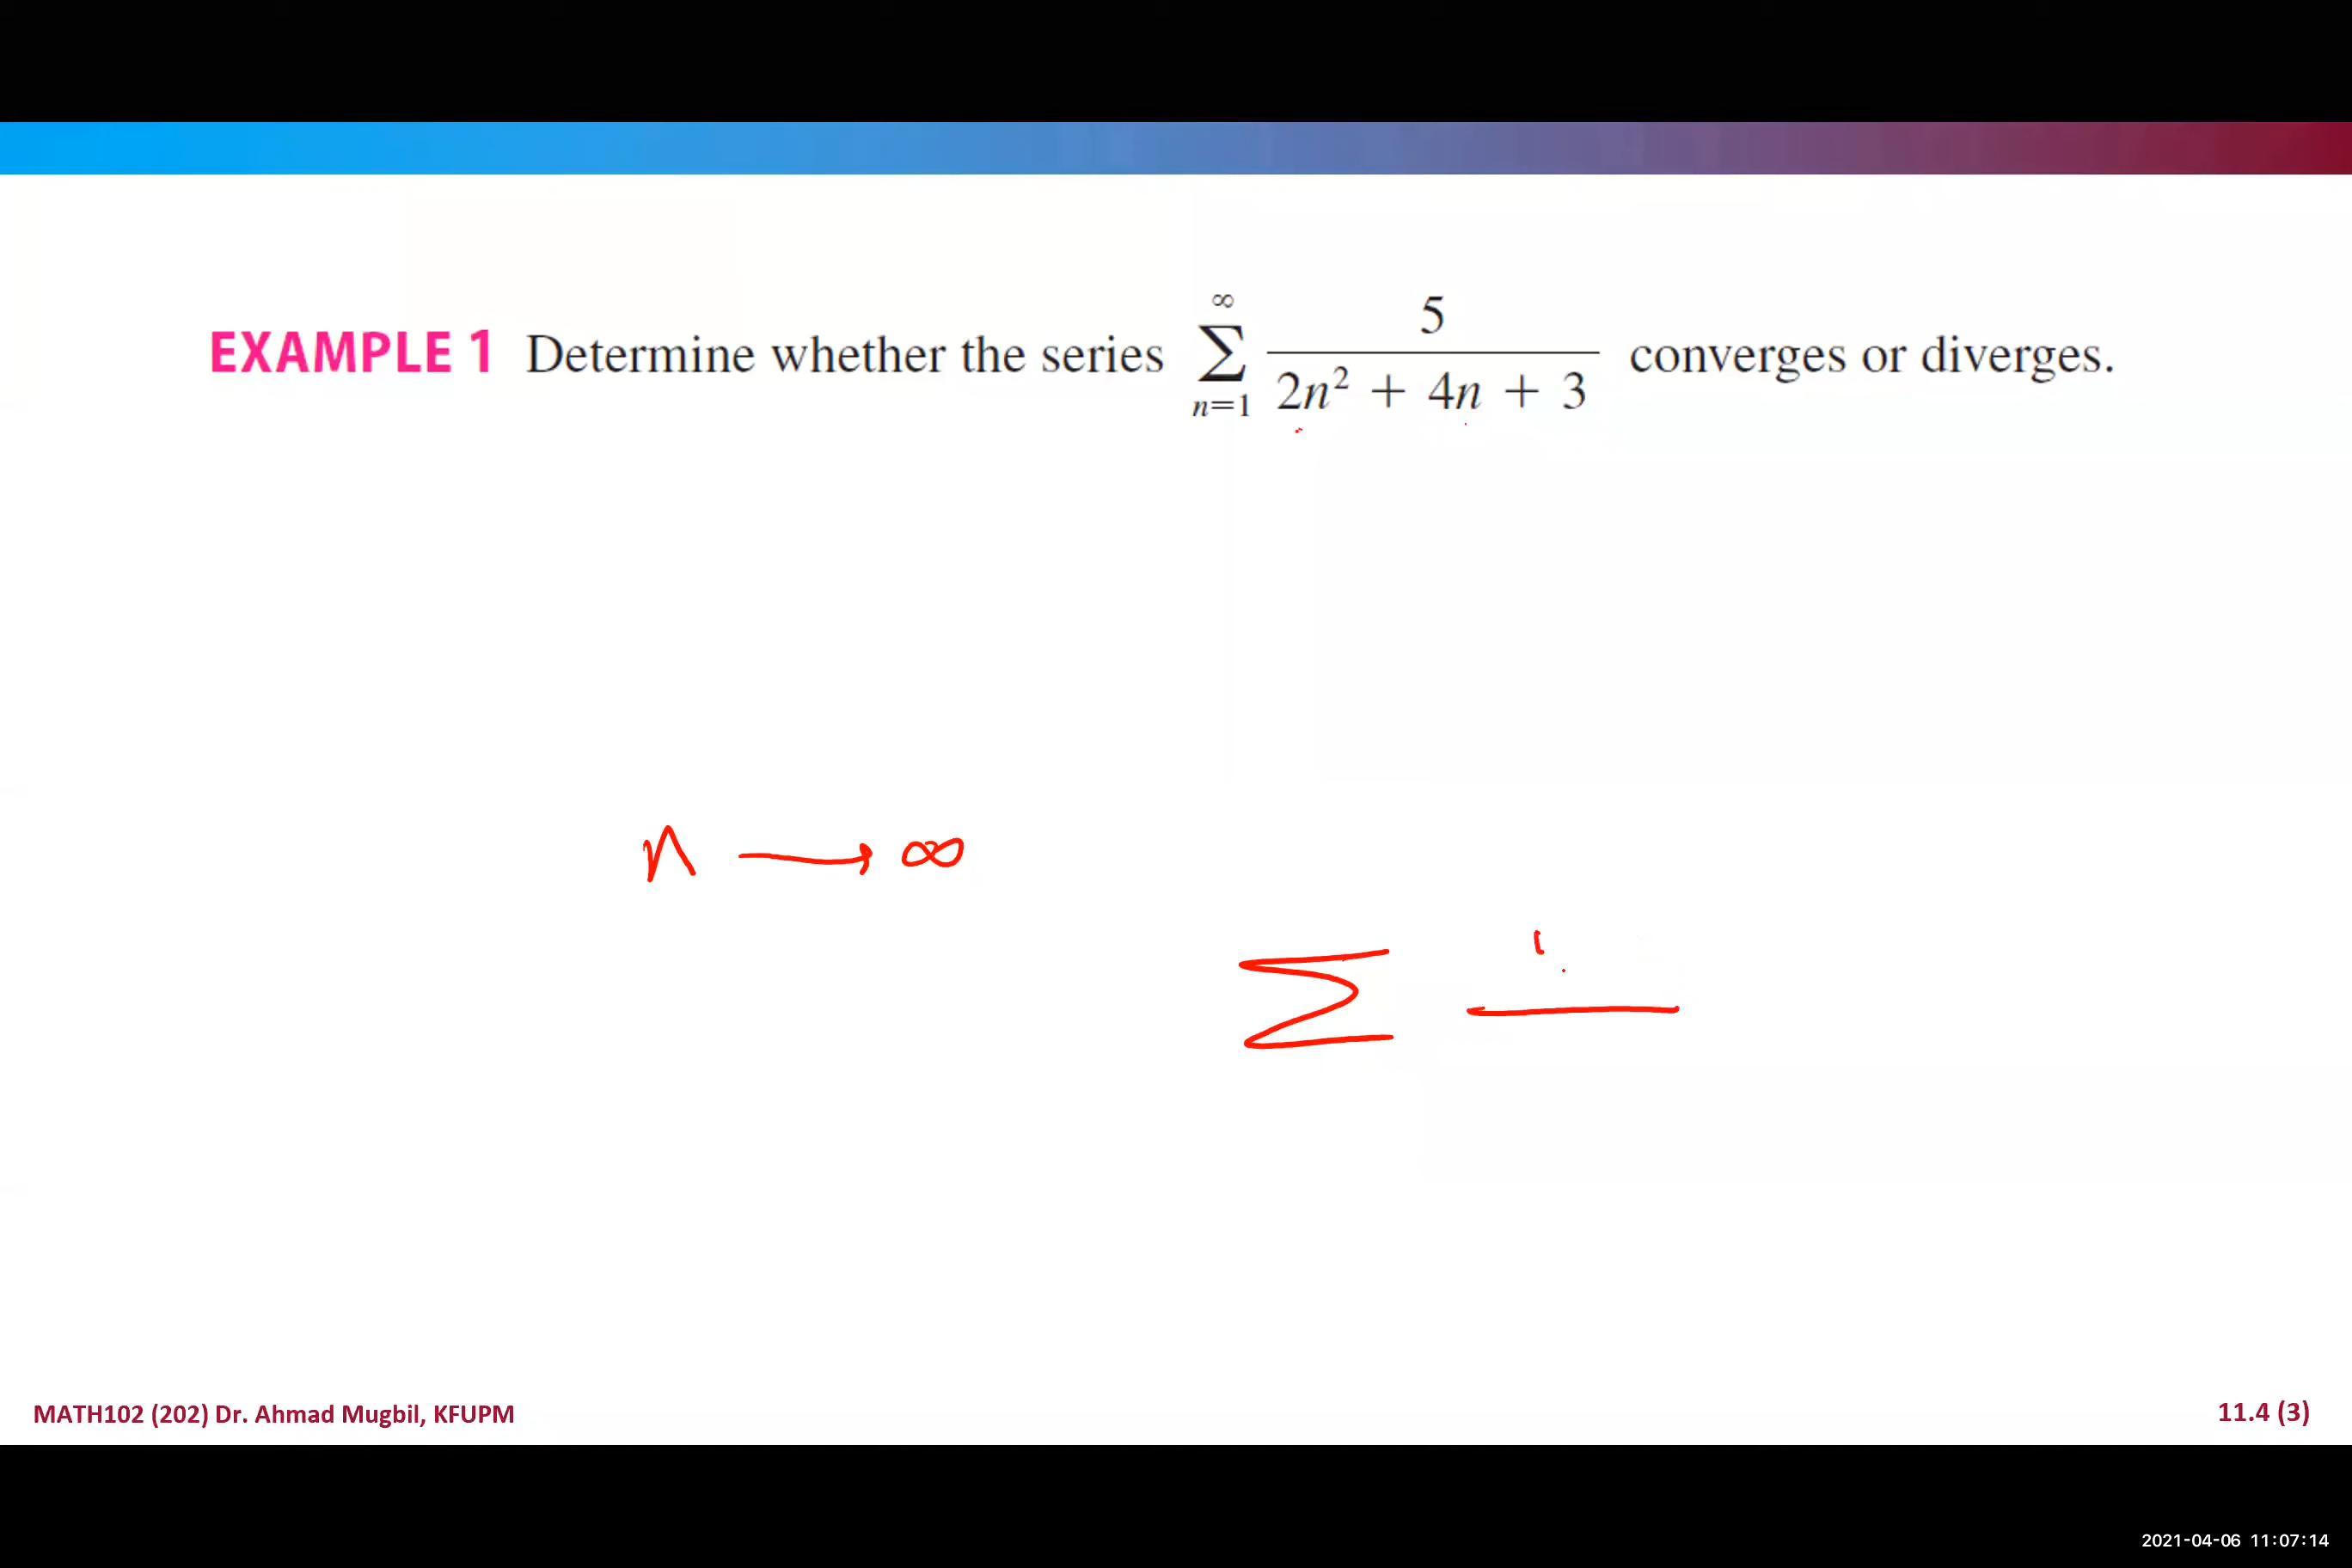 EXAMPLE 1 Determine whether the series ∑_{n=1}^{∞} 5/(2n² + 4n + 3) converges or diverges.
n → ∞
∑
MATH102 (202) Dr. Ahmad Mugbil, KFUPM
11.4 (3)
2021-04-06 11:07:14